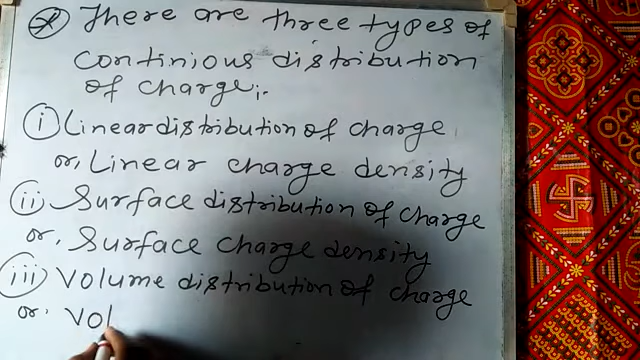 There are three types of
continious distribution
of charge:-
(i) Linear distribution of charge
or, Linear charge density
(ii) Surface distribution of charge
or. Surface charge density
(iii) Volume distribution of charge
or. Vol